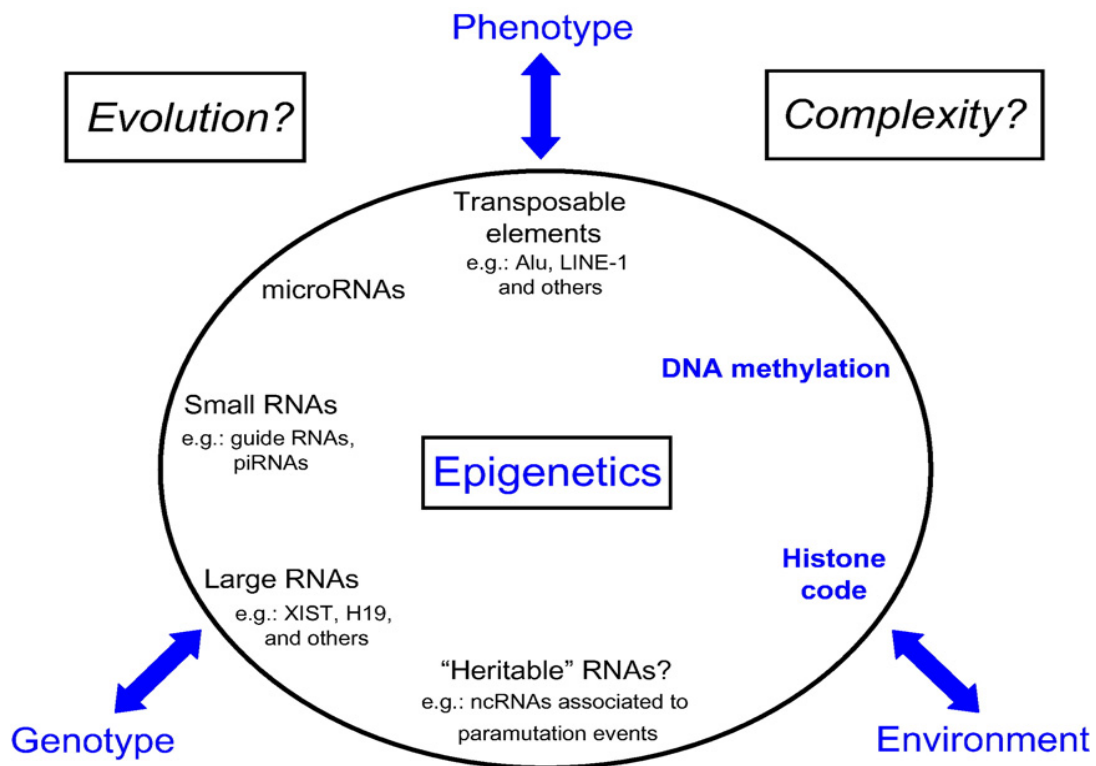 Phenotype
Evolution?
Complexity?
Transposable
elements
e.g.: Alu, LINE-1
and others
microRNAs
DNA methylation
Small RNAs
e.g.: guide RNAs,
piRNAs
Epigenetics
Histone
code
Large RNAs
e.g.: XIST, H19,
and others
“Heritable” RNAs?
e.g.: ncRNAs associated to
paramutation events
Genotype
Environment